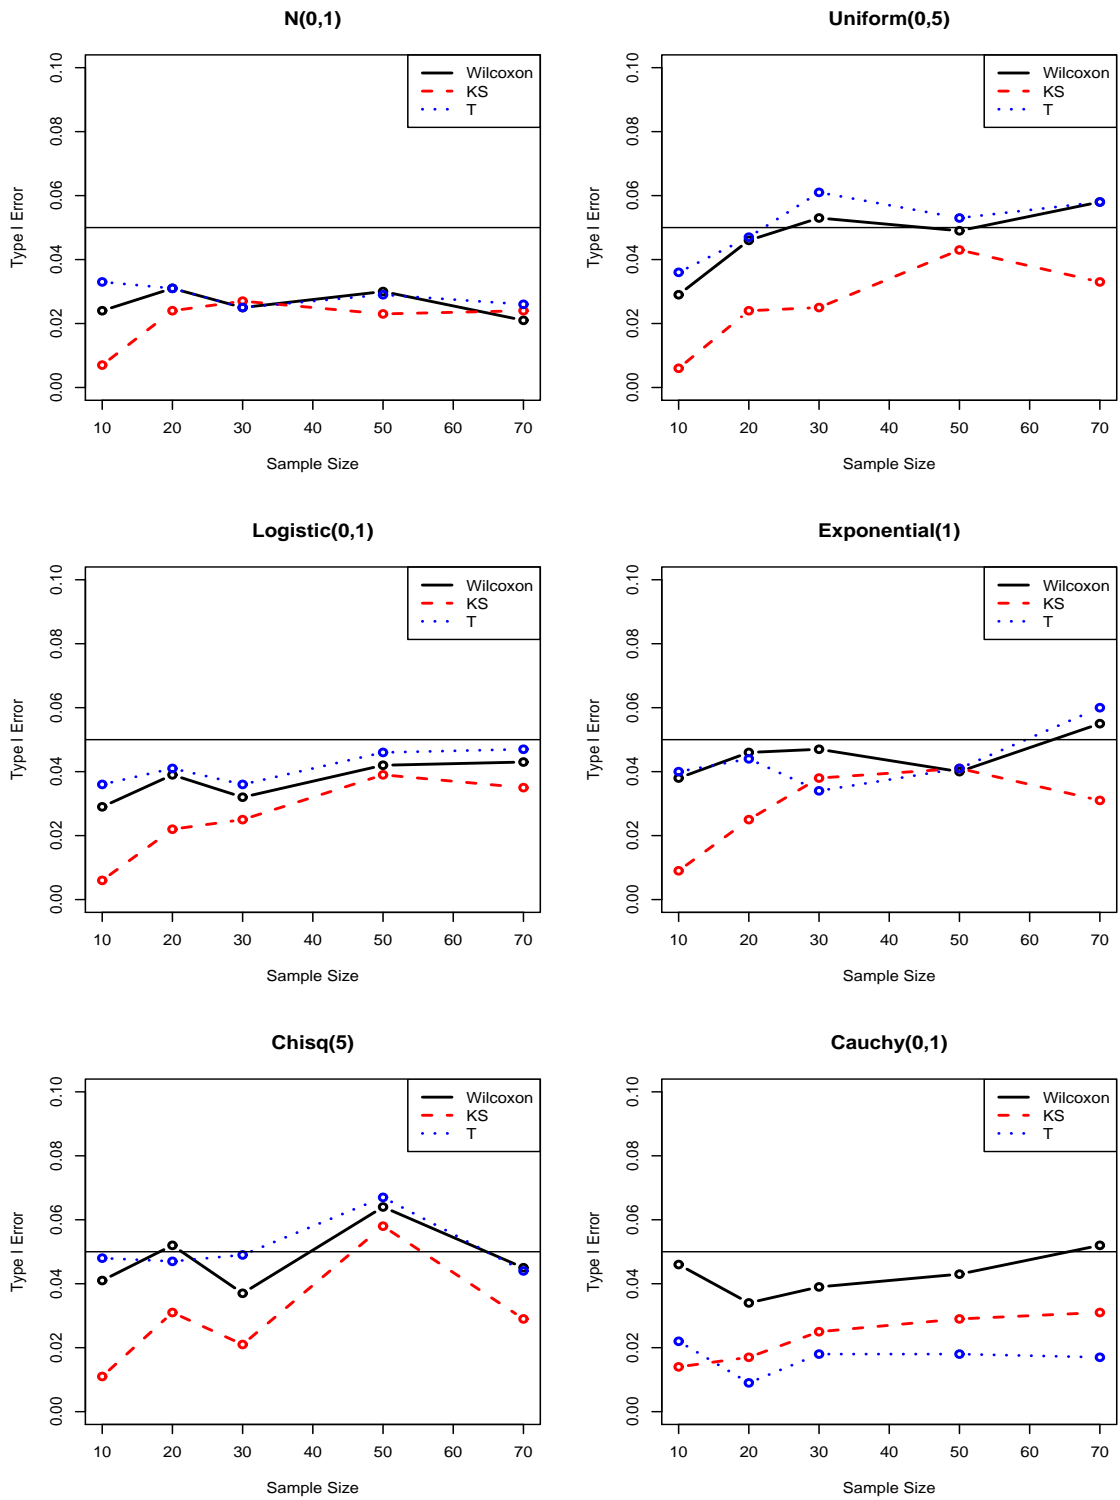 N(0,1)
Type I Error
0.00 0.02 0.04 0.06 0.08 0.10
Wilcoxon
KS
T
10 20 30 40 50 60 70
Sample Size
Uniform(0,5)
Type I Error
0.00 0.02 0.04 0.06 0.08 0.10
Wilcoxon
KS
T
10 20 30 40 50 60 70
Sample Size
Logistic(0,1)
Type I Error
0.00 0.02 0.04 0.06 0.08 0.10
Wilcoxon
KS
T
10 20 30 40 50 60 70
Sample Size
Exponential(1)
Type I Error
0.00 0.02 0.04 0.06 0.08 0.10
Wilcoxon
KS
T
10 20 30 40 50 60 70
Sample Size
Chisq(5)
Type I Error
0.00 0.02 0.04 0.06 0.08 0.10
Wilcoxon
KS
T
10 20 30 40 50 60 70
Sample Size
Cauchy(0,1)
Type I Error
0.00 0.02 0.04 0.06 0.08 0.10
Wilcoxon
KS
T
10 20 30 40 50 60 70
Sample Size